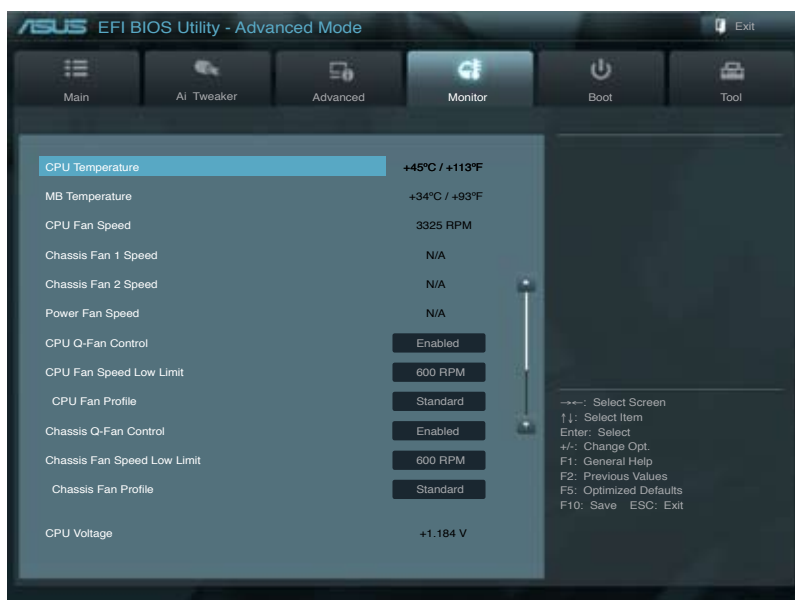 ASUS EFI BIOS Utility - Advanced Mode
Exit
Main
Ai Tweaker
Advanced
Monitor
Boot
Tool
CPU Temperature +45ºC / +113ºF
MB Temperature +34ºC / +93ºF
CPU Fan Speed 3325 RPM
Chassis Fan 1 Speed N/A
Chassis Fan 2 Speed N/A
Power Fan Speed N/A
CPU Q-Fan Control Enabled
CPU Fan Speed Low Limit 600 RPM
CPU Fan Profile Standard
Chassis Q-Fan Control Enabled
Chassis Fan Speed Low Limit 600 RPM
Chassis Fan Profile Standard
CPU Voltage +1.184 V
→←: Select Screen
↑↓: Select Item
Enter: Select
+/-: Change Opt.
F1: General Help
F2: Previous Values
F5: Optimized Defaults
F10: Save ESC: Exit